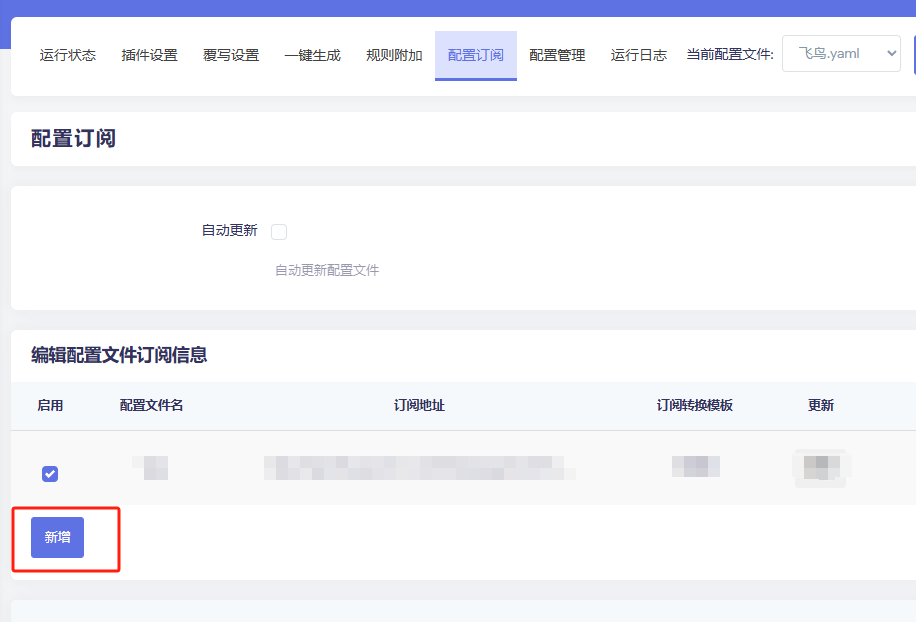 运行状态 插件设置 覆写设置 一键生成 规则附加 配置订阅 配置管理 运行日志 当前配置文件: 飞鸟.yaml
配置订阅
自动更新
自动更新配置文件
编辑配置文件订阅信息
启用 配置文件名 订阅地址 订阅转换模板 更新
新增